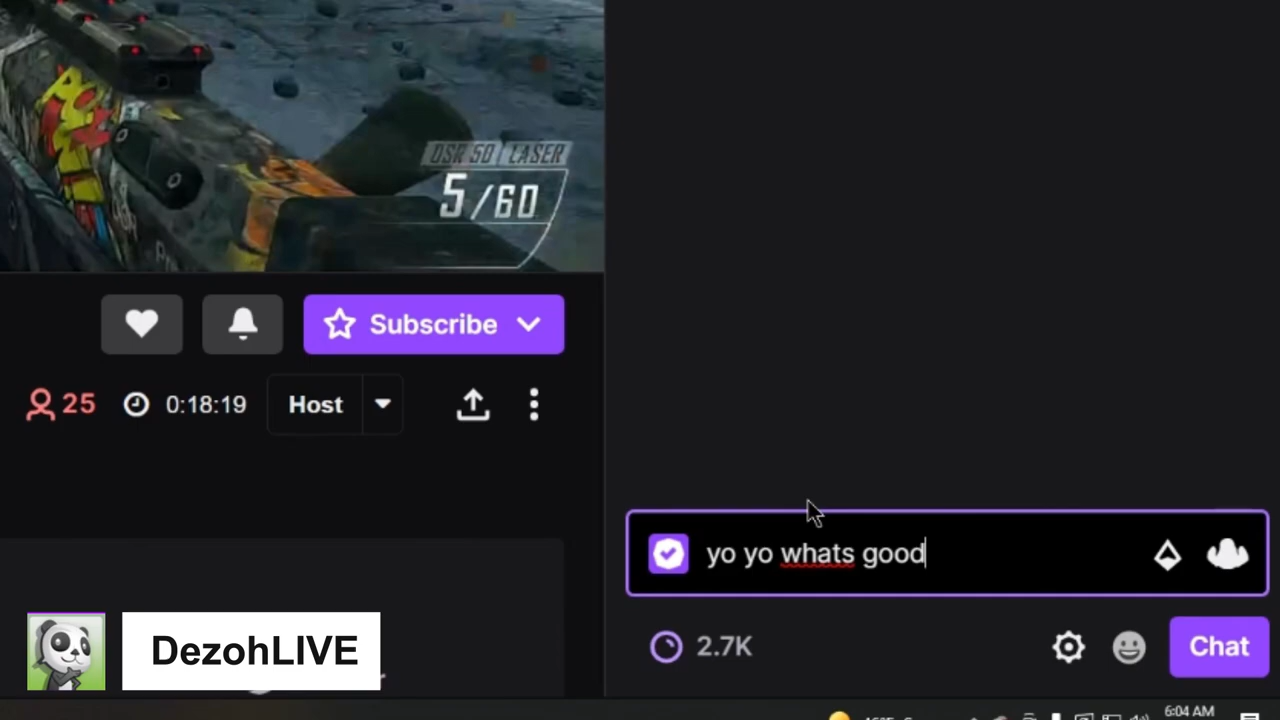 DSR 50 | LASER
5/60
Subscribe
25 0:18:19 Host
yo yo whats good
2.7K Chat
DezohLIVE
6:04 AM